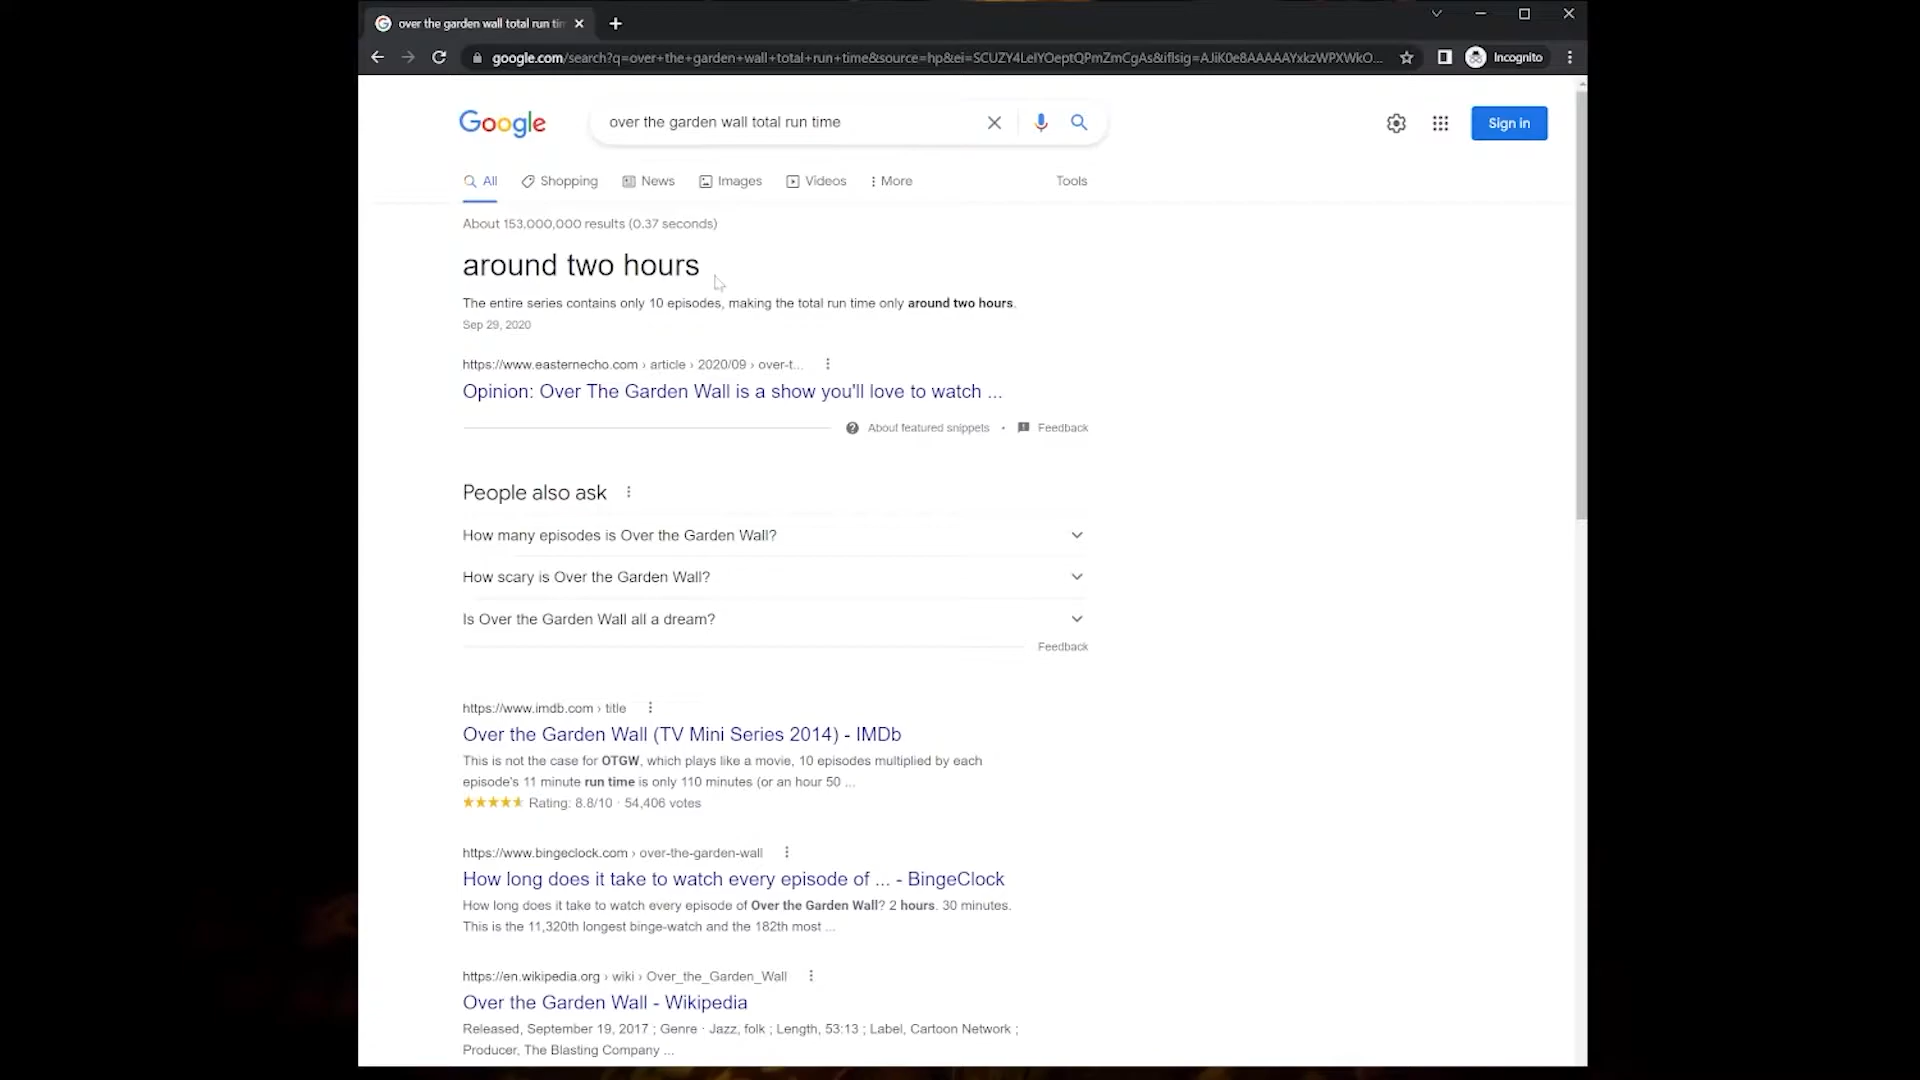 over the garden wall total run tim
google.com/search?q=over+the+garden+wall+total+run+time&source=hp&ei=SCUZY4LeIYOeptQPmZmCgAs&iflsig=AJiK0e8AAAAAYxkzWPXWkO...
Incognito
Google
over the garden wall total run time
Sign in
All Shopping News Images Videos More Tools
About 153,000,000 results (0.37 seconds)
around two hours
The entire series contains only 10 episodes, making the total run time only around two hours.
Sep 29, 2020
https://www.easternecho.com › article › 2020/09 › over-t...
Opinion: Over The Garden Wall is a show you'll love to watch ...
About featured snippets • Feedback
People also ask
How many episodes is Over the Garden Wall?
How scary is Over the Garden Wall?
Is Over the Garden Wall all a dream?
Feedback
https://www.imdb.com › title
Over the Garden Wall (TV Mini Series 2014) - IMDb
This is not the case for OTGW, which plays like a movie, 10 episodes multiplied by each
episode's 11 minute run time is only 110 minutes (or an hour 50 ...
Rating: 8.8/10 · 54,406 votes
https://www.bingeclock.com › over-the-garden-wall
How long does it take to watch every episode of ... - BingeClock
How long does it take to watch every episode of Over the Garden Wall? 2 hours. 30 minutes.
This is the 11,320th longest binge-watch and the 182th most ...
https://en.wikipedia.org › wiki › Over_the_Garden_Wall
Over the Garden Wall - Wikipedia
Released, September 19, 2017 ; Genre · Jazz, folk ; Length, 53:13 ; Label, Cartoon Network ;
Producer, The Blasting Company ...